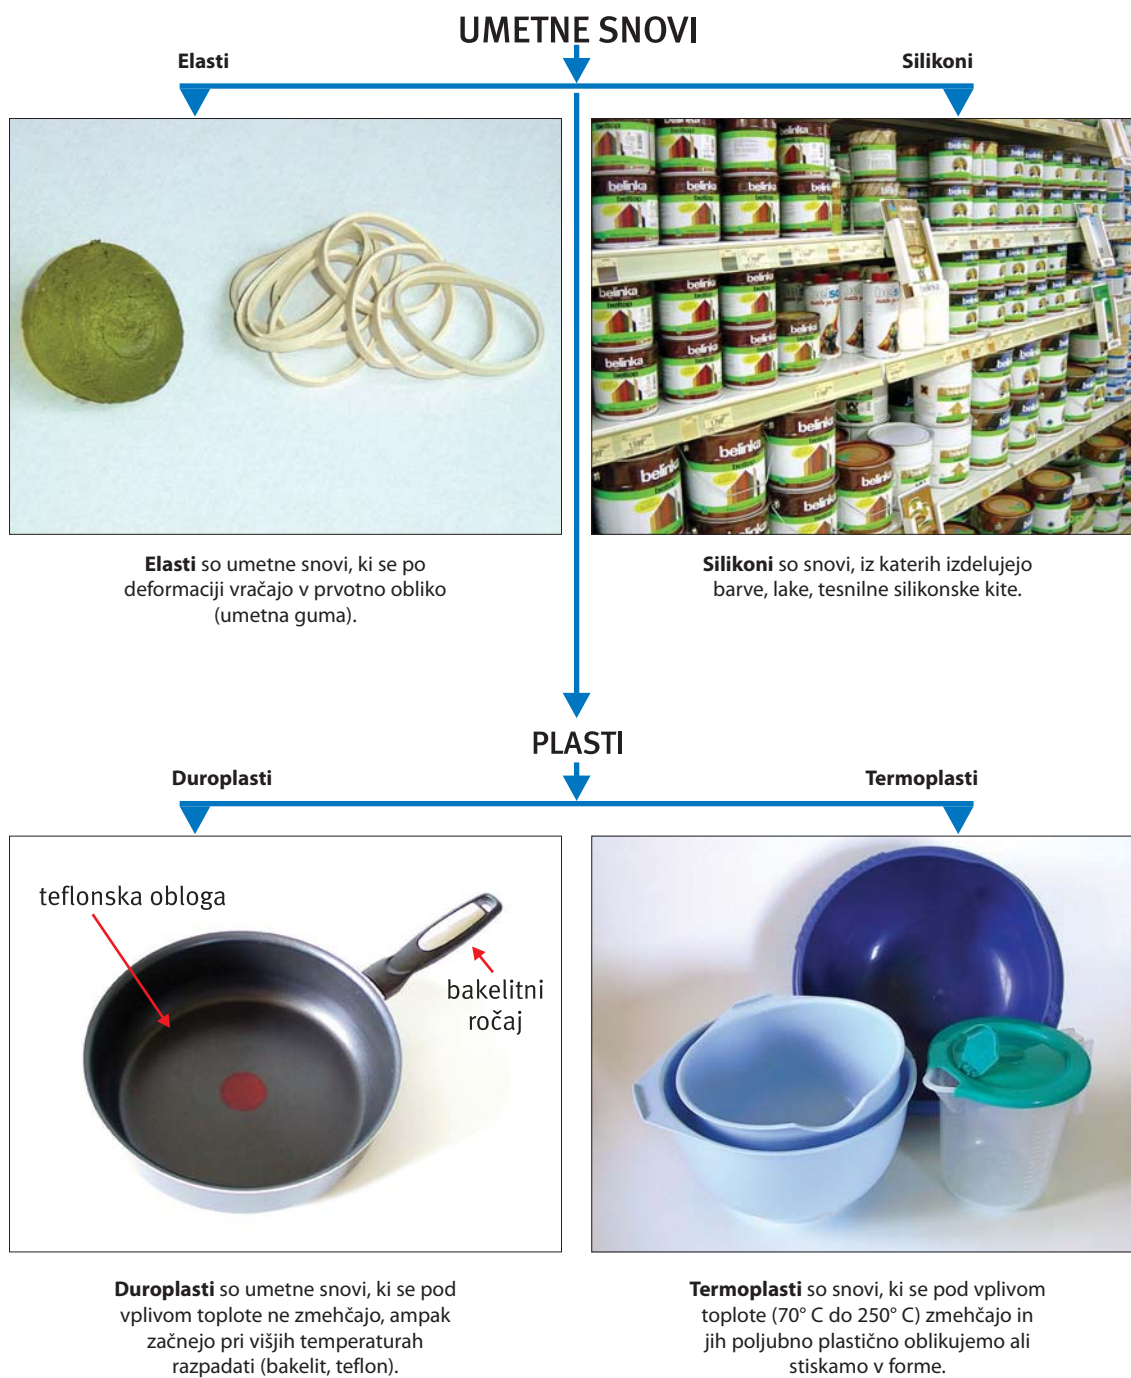 UMETNE SNOVI
Elasti
Silikoni
belinka
beltop
Elasti so umetne snovi, ki se po
deformaciji vračajo v prvotno obliko
(umetna guma).
Silikoni so snovi, iz katerih izdelujejo
barve, lake, tesnilne silikonske kite.
PLASTI
Duroplasti
Termoplasti
teflonska obloga
bakelitni
ročaj
Duroplasti so umetne snovi, ki se pod
vplivom toplote ne zmehčajo, ampak
začnejo pri višjih temperaturah
razpadati (bakelit, teflon).
Termoplasti so snovi, ki se pod vplivom
toplote (70° C do 250° C) zmehčajo in
jih poljubno plastično oblikujemo ali
stiskamo v forme.